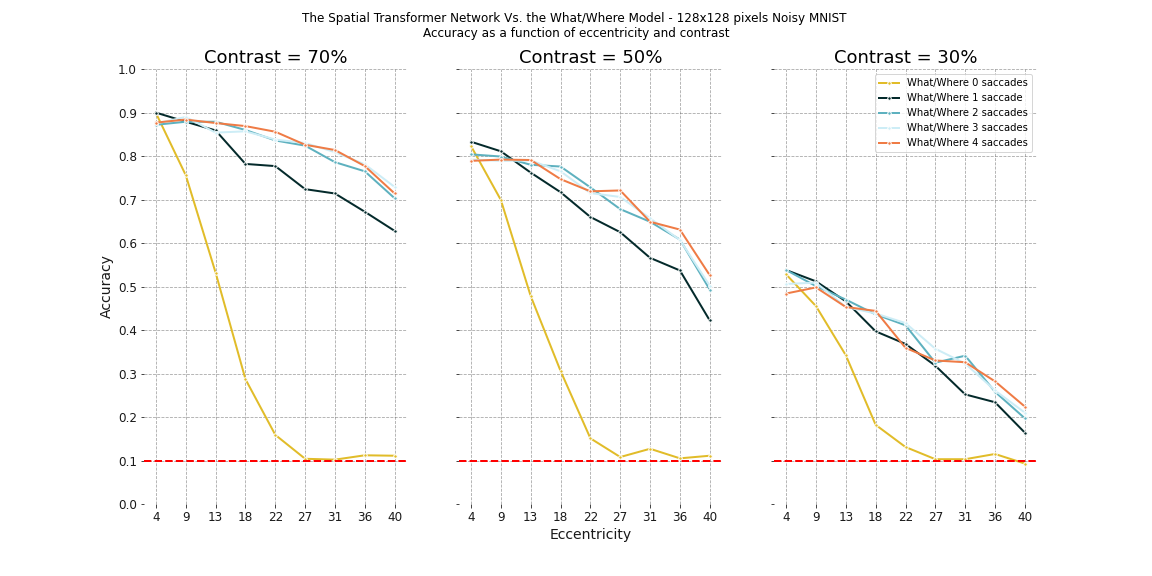 The Spatial Transformer Network Vs. the What/Where Model - 128x128 pixels Noisy MNIST
Accuracy as a function of eccentricity and contrast
Contrast = 70%
Contrast = 50%
Contrast = 30%
1.0
0.9
0.8
0.7
0.6
0.5
0.4
0.3
0.2
0.1
0.0
Accuracy
What/Where 0 saccades
What/Where 1 saccade
What/Where 2 saccades
What/Where 3 saccades
What/Where 4 saccades
4 9 13 18 22 27 31 36 40
4 9 13 18 22 27 31 36 40
4 9 13 18 22 27 31 36 40
Eccentricity